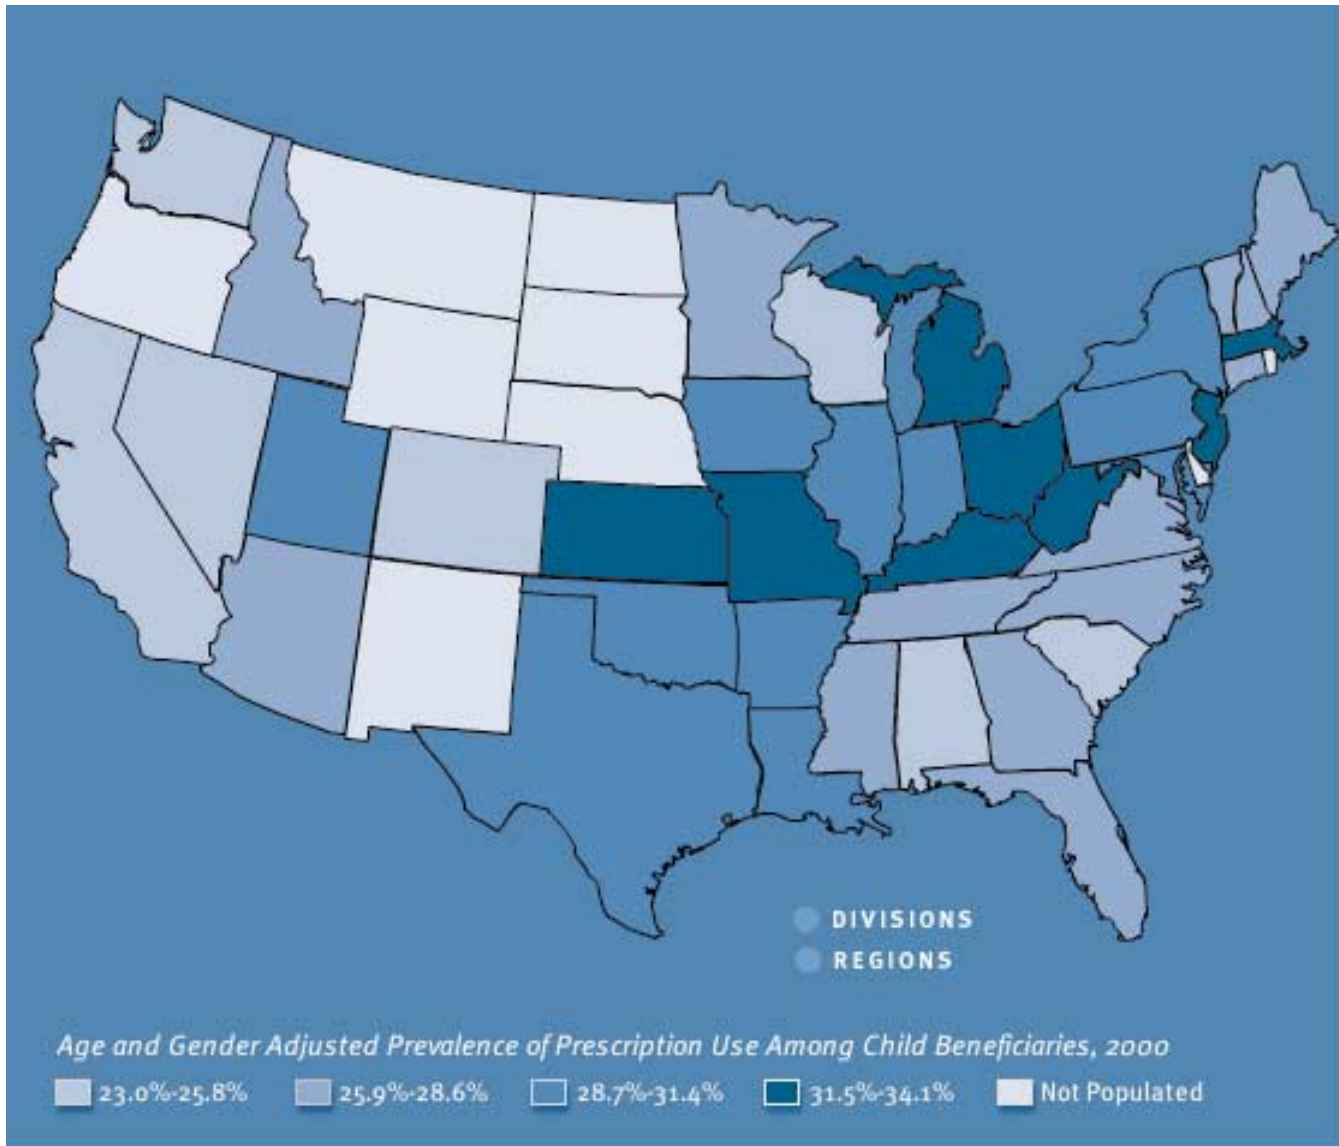 DIVISIONS
REGIONS
Age and Gender Adjusted Prevalence of Prescription Use Among Child Beneficiaries, 2000
23.0%-25.8% 25.9%-28.6% 28.7%-31.4% 31.5%-34.1% Not Populated